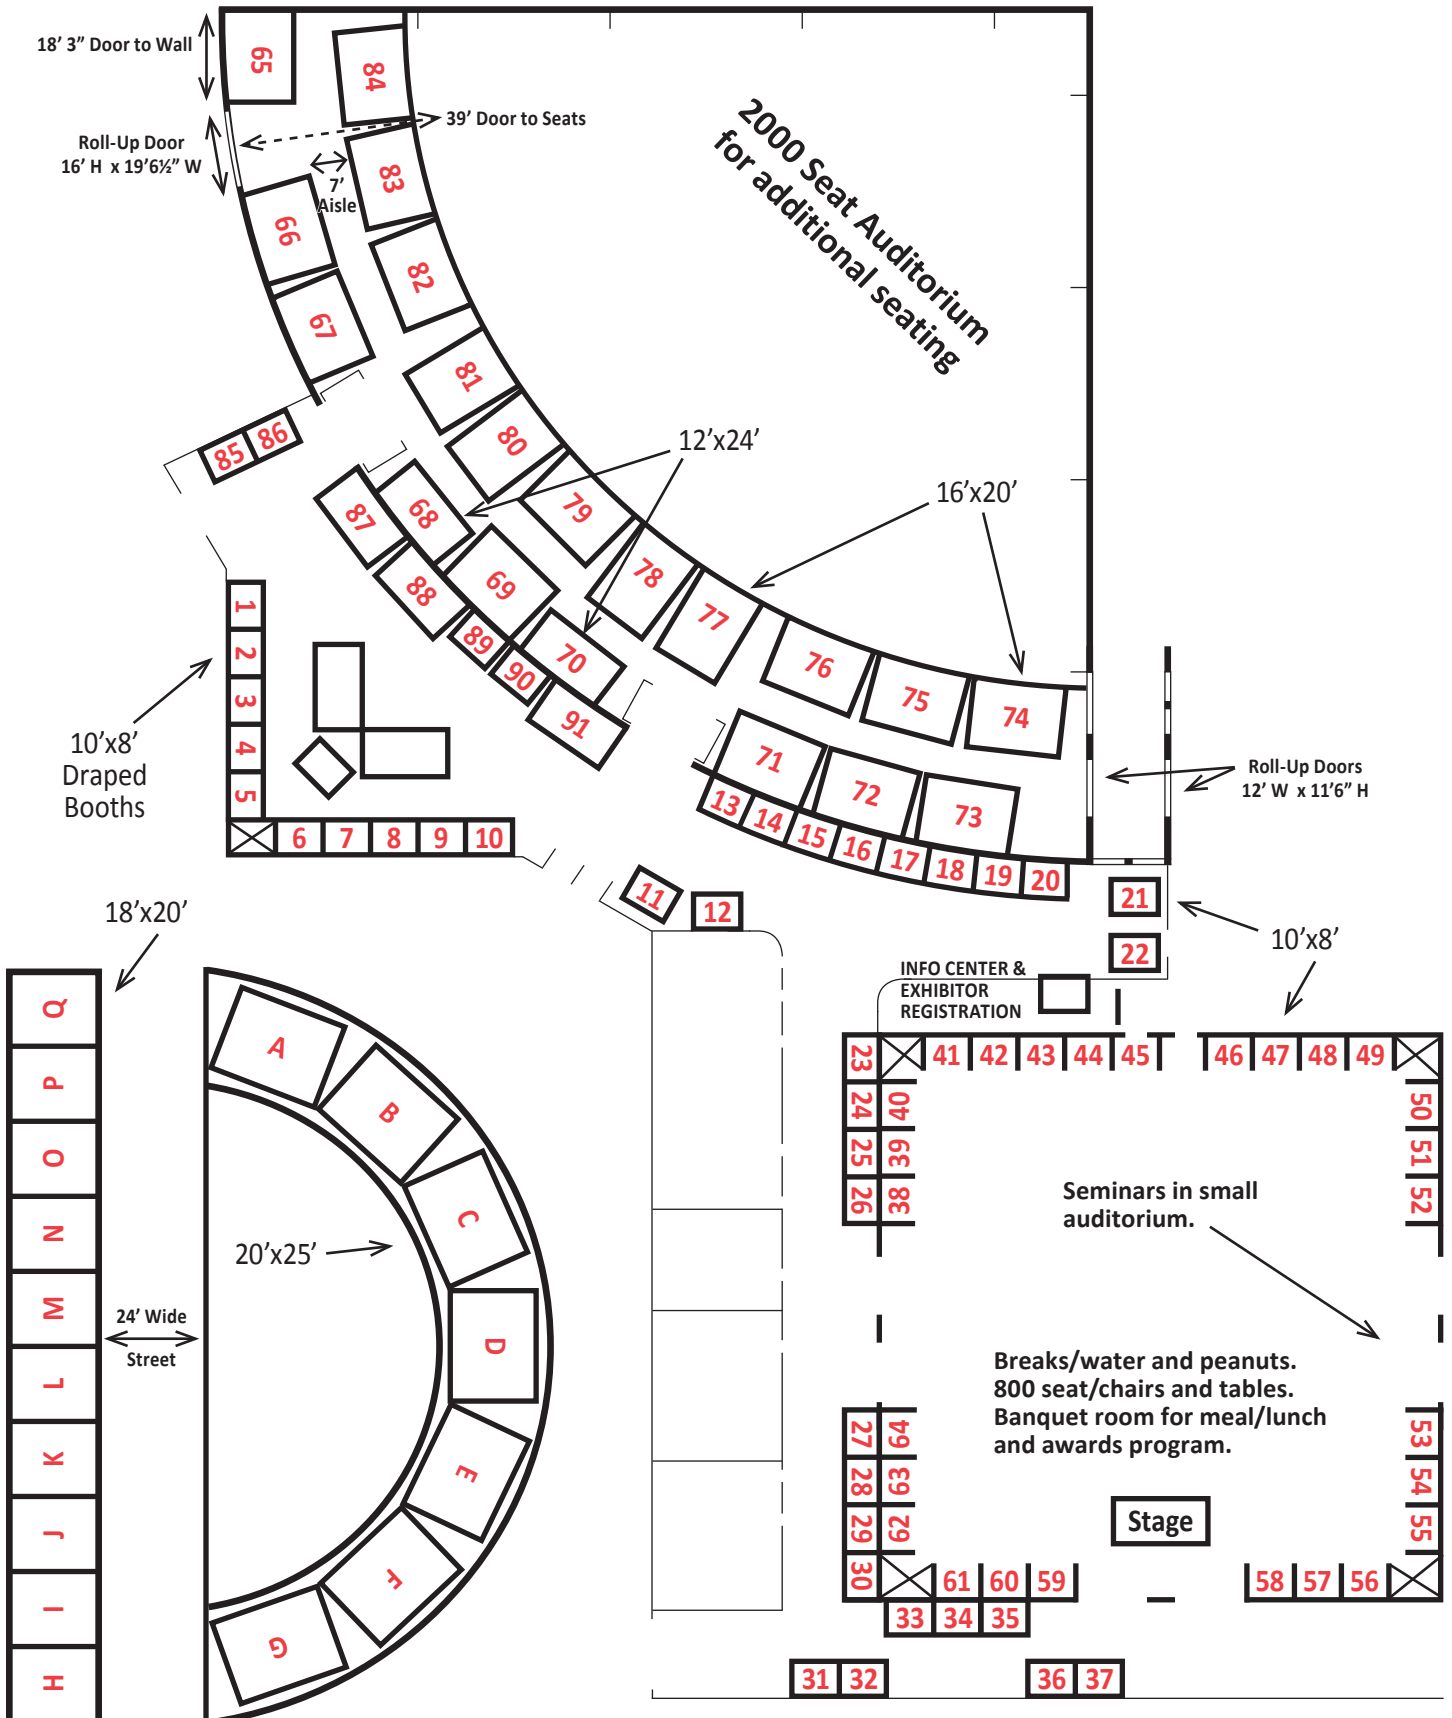 18’ 3” Door to Wall
65
84
39’ Door to Seats
Roll-Up Door
16’ H x 19’6½” W
7’
Aisle
83
66
82
67
2000 Seat Auditorium
for additional seating
81
80
86
85
12’x24’
16’x20’
68
87
79
69
88
78
77
70
89
90
91
76
75
74
71
72
73
Roll-Up Doors
12’ W x 11’6” H
1
2
3
4
5
10’x8’
Draped
Booths
6
7
8
9
10
13
14
15
16
17
18
19
20
11
12
21
22
10’x8’
INFO CENTER &
EXHIBITOR
REGISTRATION
18’x20’
Q
P
O
N
M
L
K
J
I
H
24’ Wide
Street
A
B
C
D
E
F
G
20’x25’
23
24
25
26
41
42
43
44
45
46
47
48
49
40
39
38
50
51
52
Seminars in small
auditorium.
Breaks/water and peanuts.
800 seat/chairs and tables.
Banquet room for meal/lunch
and awards program.
27
28
29
30
64
63
62
53
54
55
Stage
61
60
59
58
57
56
33
34
35
31
32
36
37